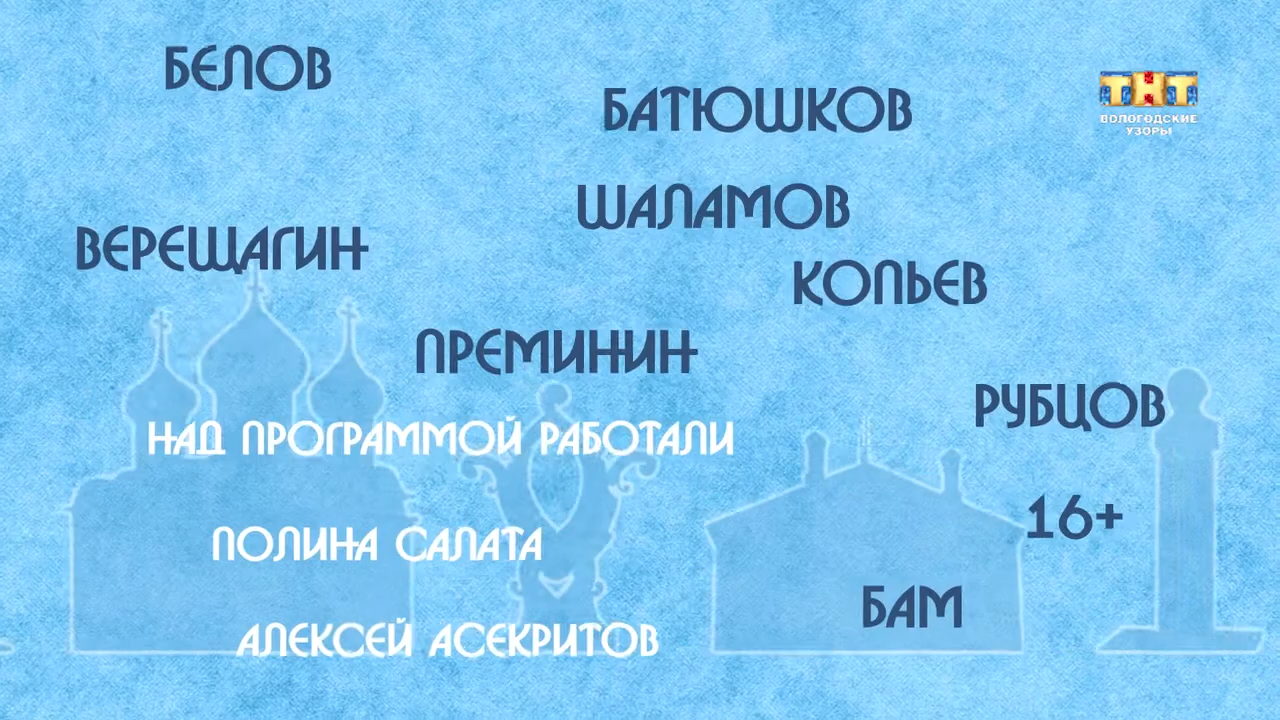 БЕЛОВ
БАТЮШКОВ
ТНТ
ВОЛОГОДСКИЕ
УЗОРЫ
ШАЛАМОВ
ВЕРЕЩАГИН
КОПЬЕВ
ПРЕМИНИН
РУБЦОВ
НАД ПРОГРАММОЙ РАБОТАЛИ
16+
ПОЛИНА САЛАТА
БАМ
АЛЕКСЕЙ АСЕКРИТОВ